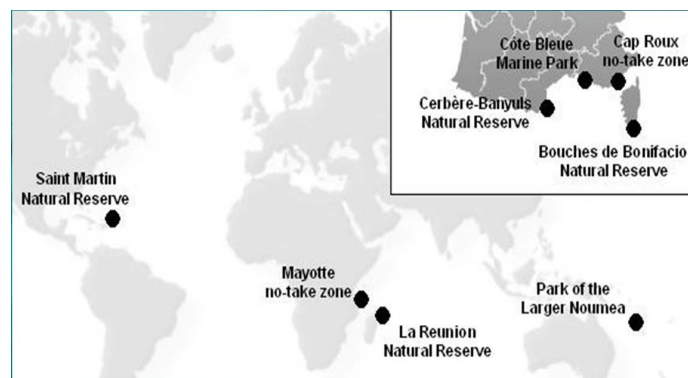 Côte Bleue
Marine Park
Cap Roux
no-take zone
Cerbère-Banyuls
Natural Reserve
Bouches de Bonifacio
Natural Reserve
Saint Martin
Natural Reserve
Mayotte
no-take zone
La Reunion
Natural Reserve
Park of the
Larger Noumea